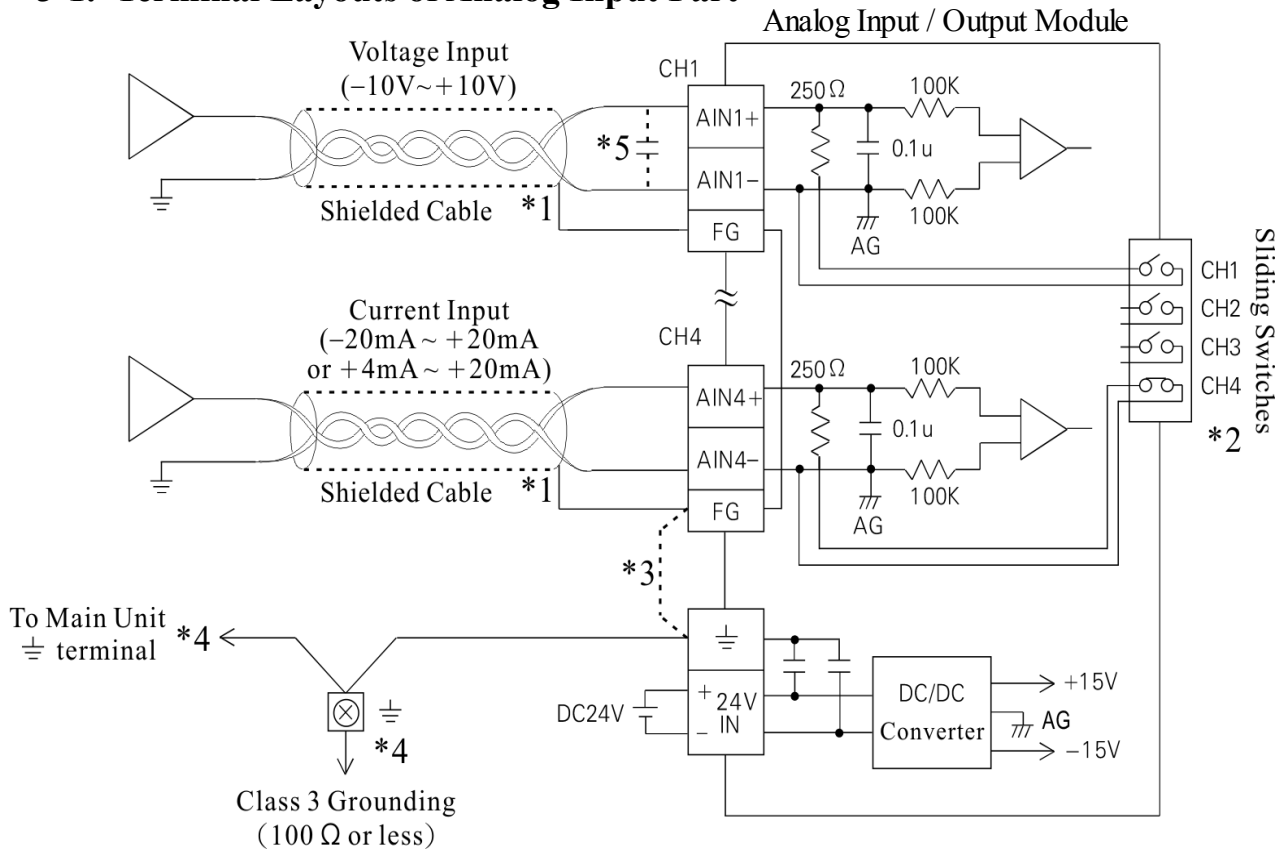 Analog Input / Output Module
Voltage Input
(–10V~+10V)
CH1
AIN1+
AIN1–
FG
*5
Shielded Cable *1
250Ω
100K
0.1u
100K
AG
Sliding Switches
CH1
CH2
CH3
CH4
*2
Current Input
(–20mA ~ +20mA
or +4mA ~ +20mA)
CH4
AIN4+
AIN4–
FG
Shielded Cable *1
250Ω
100K
0.1u
100K
AG
*3
To Main Unit
terminal
*4
*4
Class 3 Grounding
(100 Ω or less)
DC24V
+ 24V
– IN
DC/DC
Converter
+15V
AG
–15V